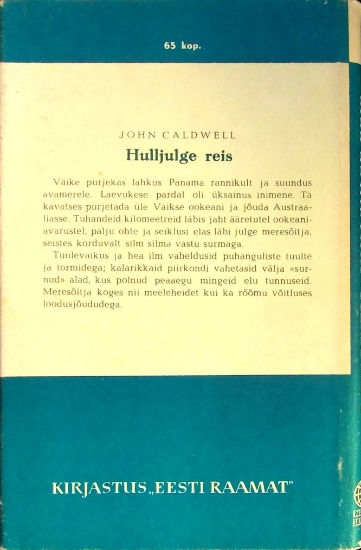 65 kop.
JOHN CALDWELL
Hulljulge reis
Väike purjekas lahkus Panama rannikult ja suundus
avamerele. Laevukese pardal oli üksainus inimene. Ta
kavatses purjetada üle Vaikse ookeani ja jõuda Austraa-
liasse. Tuhandeid kilomeetreid läbis jaht ääretutel ookeani-
avarustel, palju ohte ja seiklusi elas läbi julge meresõitja,
seistes korduvalt silm silma vastu surmaga.
Tuulevaikus ja hea ilm vaheldusid puhanguliste tuulte
ja tormidega; kalarikkaid piirkondi vahetasid välja «sur-
nud» alad, kus polnud peaaegu mingeid elu tunnuseid.
Meresõitja koges nii meeleheidet kui ka rõõmu võitluses
loodusjõududega.
KIRJASTUS „EESTI RAAMAT"